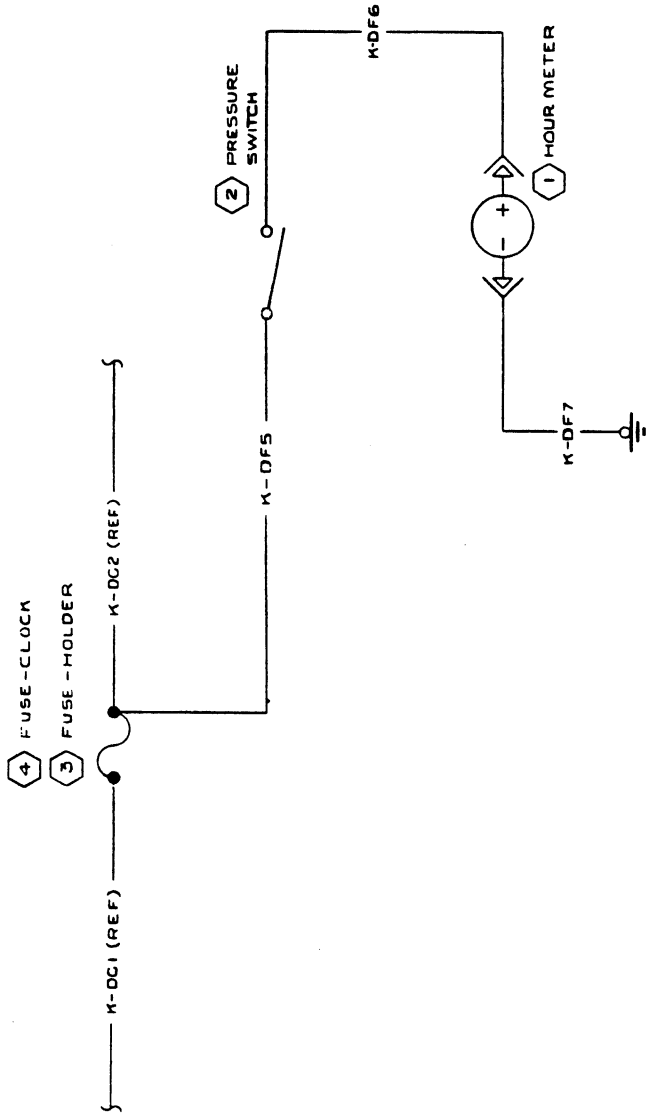 4 FUSE-CLOCK
3 FUSE-HOLDER
K-DC1 (REF)
K-DC2 (REF)
2 PRESSURE
SWITCH
K-DF5
K-DF6
1 HOUR METER
+
-
K-DF7